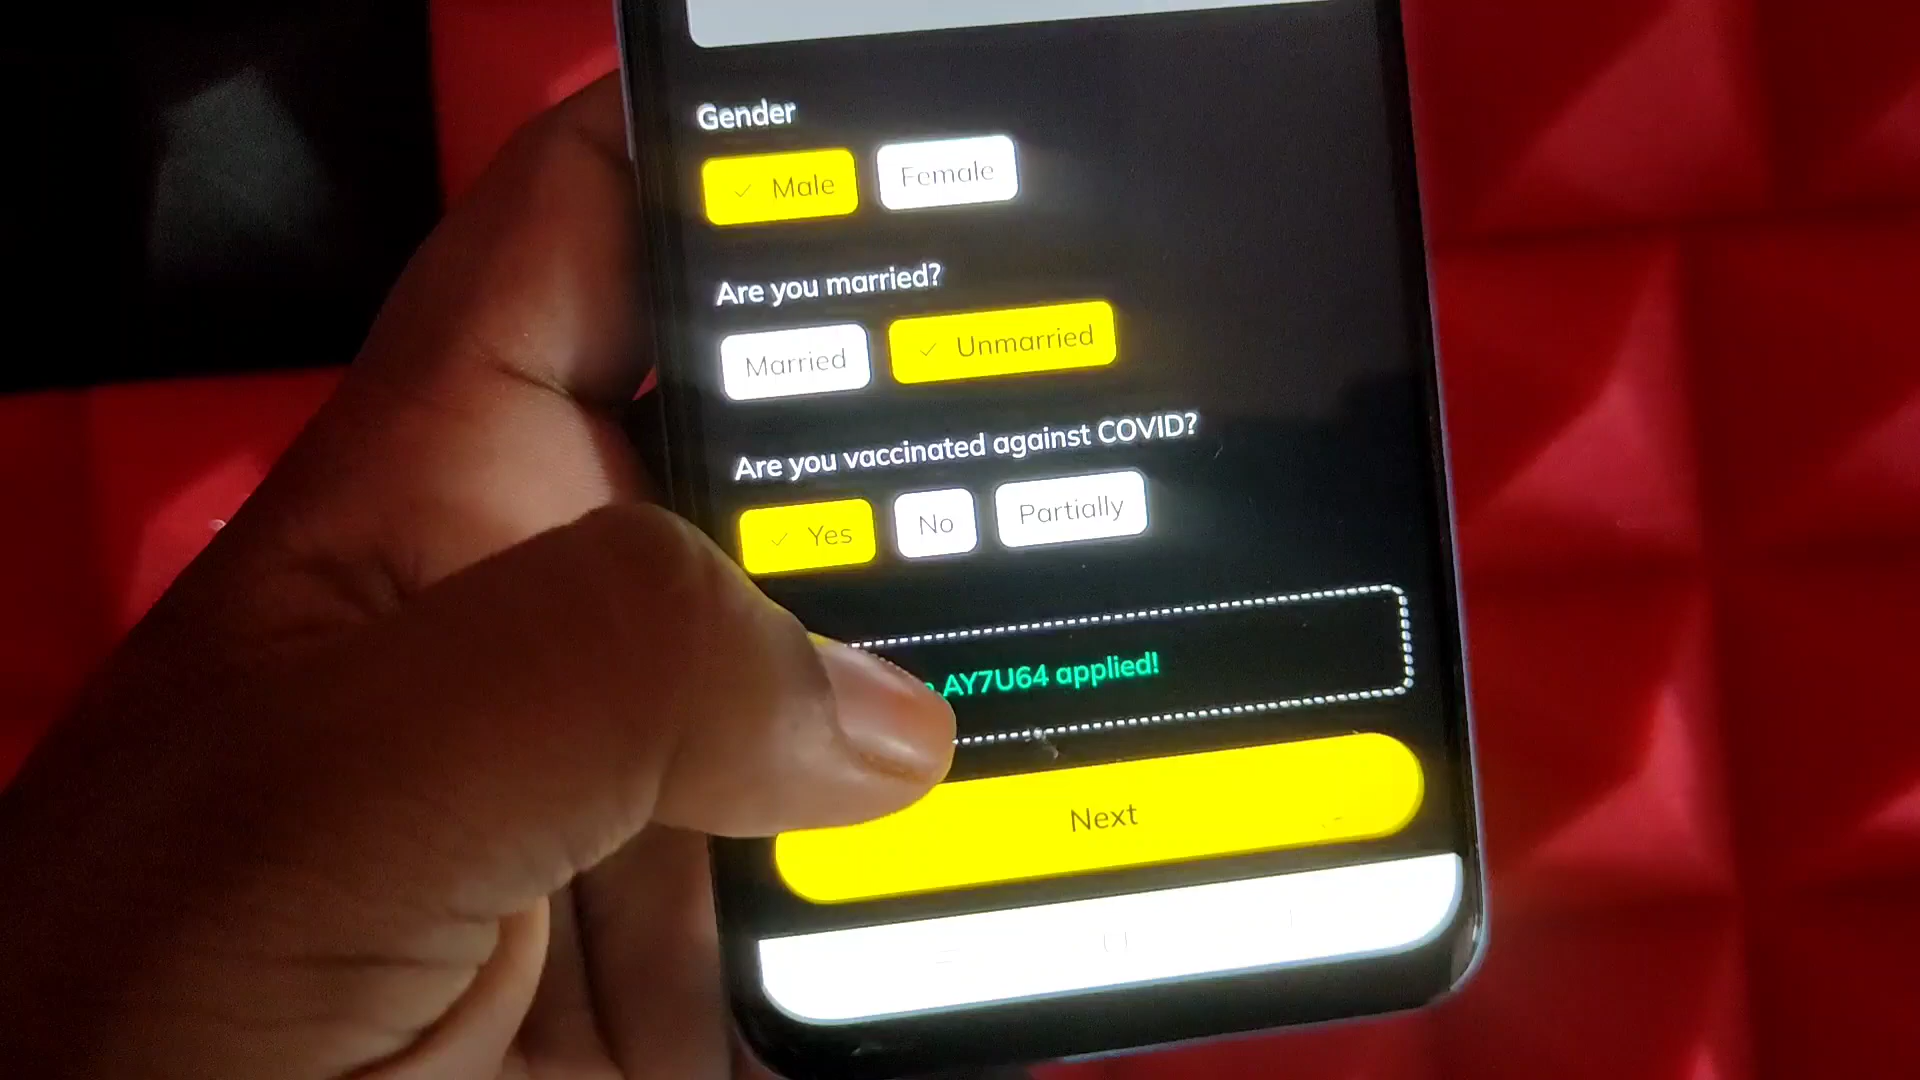 Gender
Male Female
Are you married?
Married Unmarried
Are you vaccinated against COVID?
Yes No Partially
AY7U64 applied!
Next